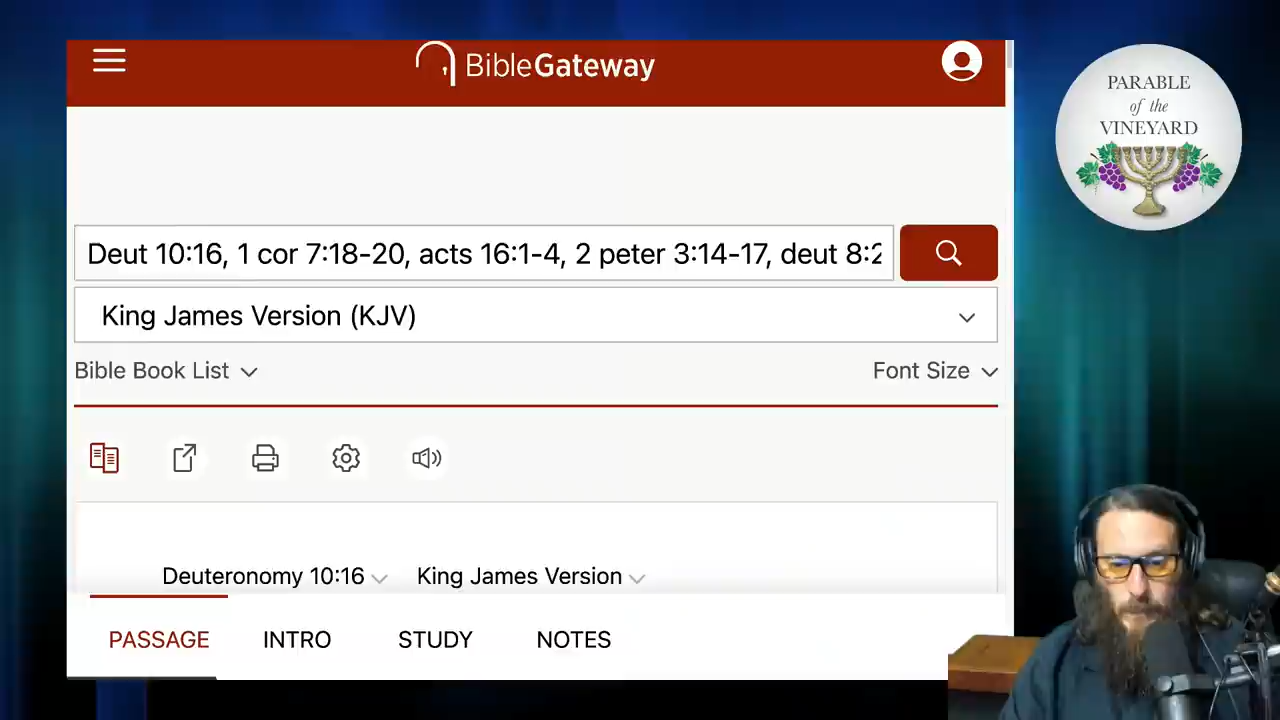 BibleGateway
PARABLE
of the
VINEYARD
Deut 10:16, 1 cor 7:18-20, acts 16:1-4, 2 peter 3:14-17, deut 8:2
King James Version (KJV)
Bible Book List
Font Size
Deuteronomy 10:16 King James Version
PASSAGE INTRO STUDY NOTES